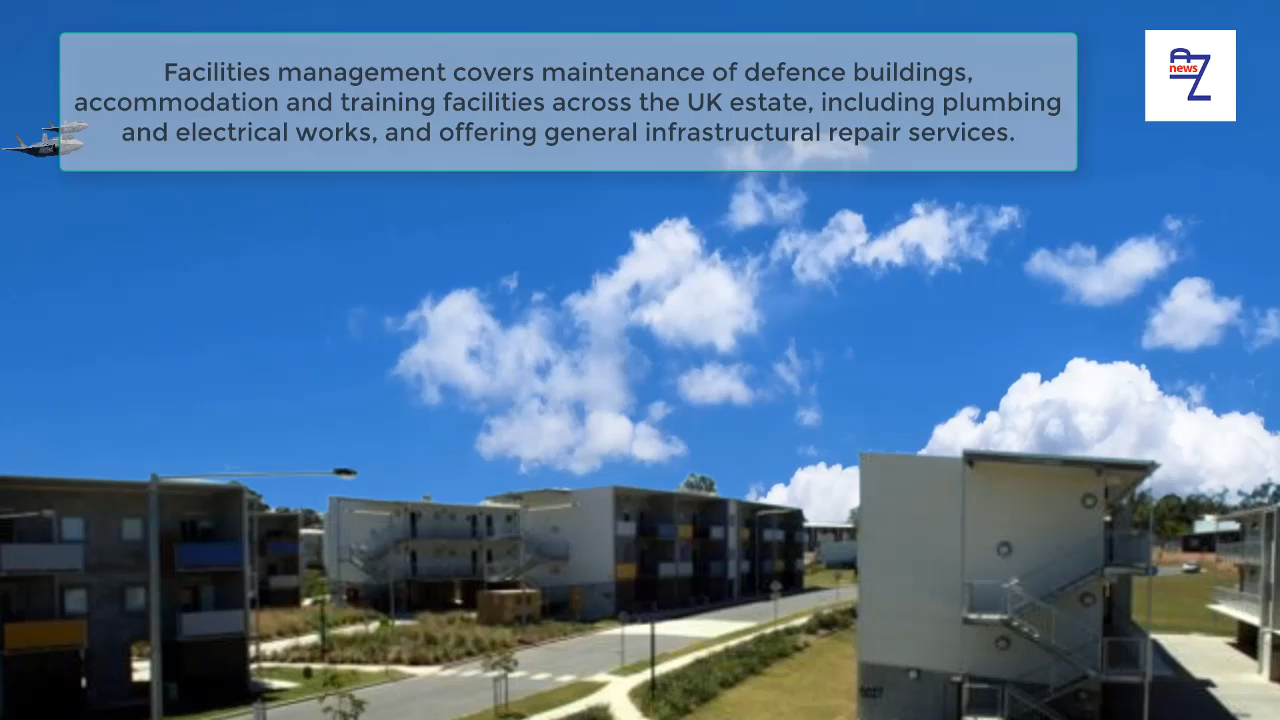 Facilities management covers maintenance of defence buildings,
accommodation and training facilities across the UK estate, including plumbing
and electrical works, and offering general infrastructural repair services.
AZ
news